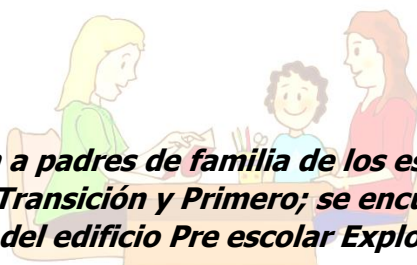 a padres de familia de los
Transición y Primero; se
del edificio Pre escolar